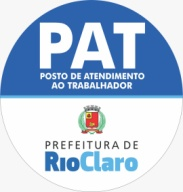 PAT
POSTO DE ATENDIMENTO
AO TRABALHADOR
PREFEITURA DE
RioClaro